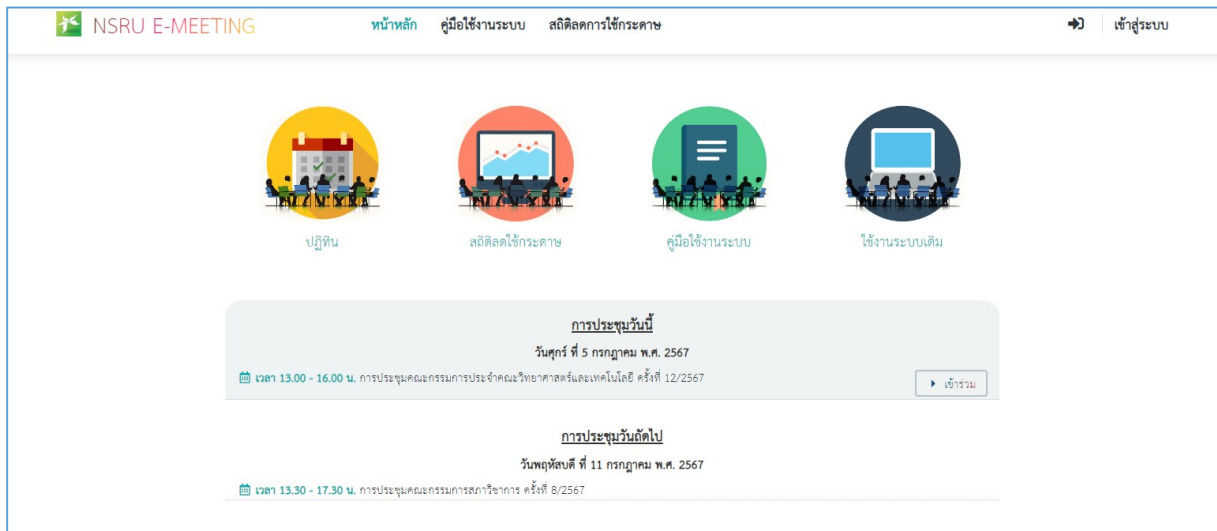 NSRU E-MEETING หน้าหลัก คู่มือใช้งานระบบ สถิติลดการใช้กระดาษ เข้าสู่ระบบ
ปฏิทิน สถิติลดใช้กระดาษ คู่มือใช้งานระบบ ใช้งานระบบเดิม
การประชุมวันนี้
วันศุกร์ ที่ 5 กรกฎาคม พ.ศ. 2567
เวลา 13.00 - 16.00 น. การประชุมคณะกรรมการประจำคณะวิทยาศาสตร์และเทคโนโลยี ครั้งที่ 12/2567
เข้าร่วม
การประชุมวันถัดไป
วันพฤหัสบดี ที่ 11 กรกฎาคม พ.ศ. 2567
เวลา 13.30 - 17.30 น. การประชุมคณะกรรมการสภาวิชาการ ครั้งที่ 8/2567